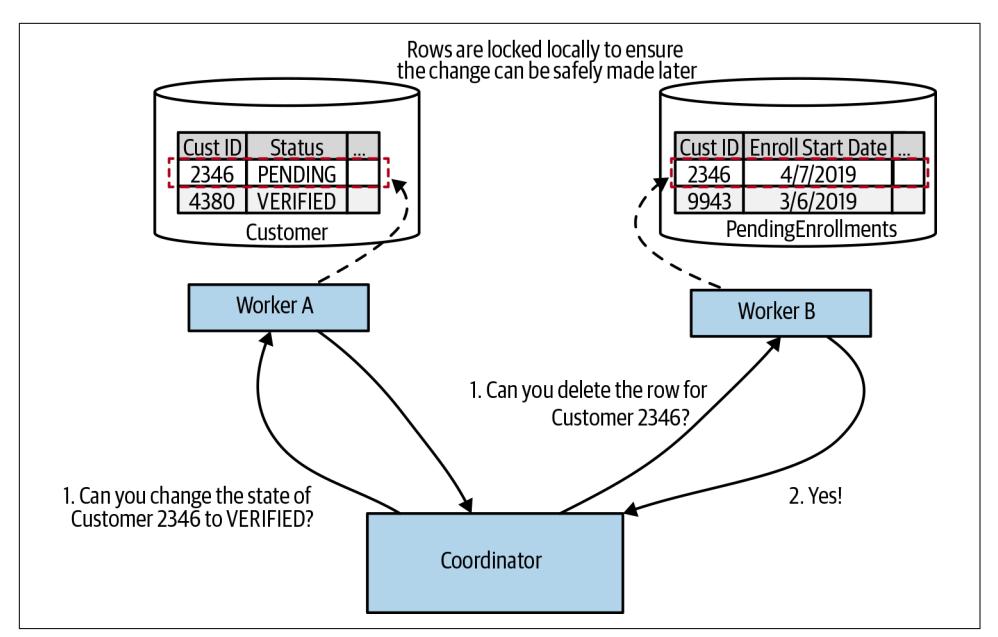 Rows are locked locally to ensure
the change can be safely made later
Cust ID Status ...
2346 PENDING
4380 VERIFIED
Customer
Cust ID Enroll Start Date ...
2346 4/7/2019
9943 3/6/2019
PendingEnrollments
Worker A
Worker B
1. Can you delete the row for
Customer 2346?
1. Can you change the state of
Customer 2346 to VERIFIED?
2. Yes!
Coordinator